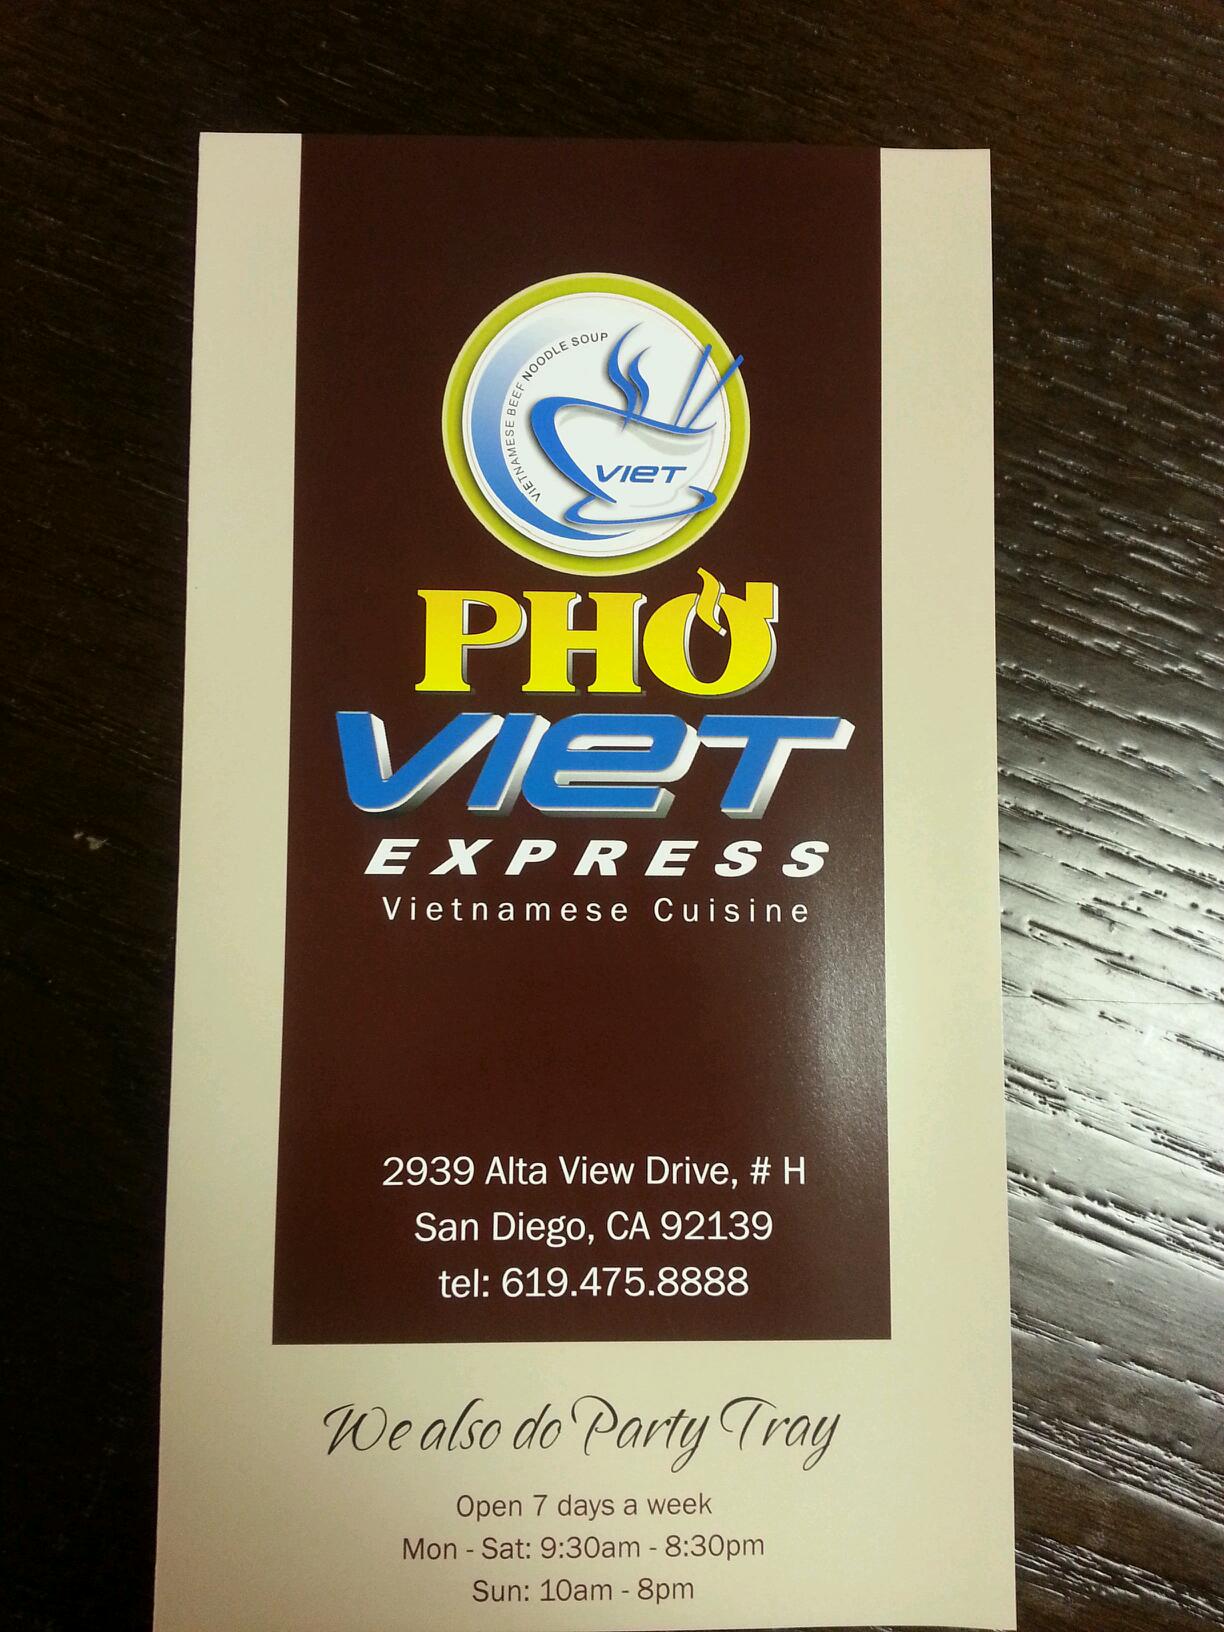 VIETNAMESE BEEF NOODLE SOUP
VIET
PHỞ
VIET
EXPRESS
Vietnamese Cuisine
2939 Alta View Drive, # H
San Diego, CA 92139
tel: 619.475.8888
We also do Party Tray
Open 7 days a week
Mon - Sat: 9:30am - 8:30pm
Sun: 10am - 8pm